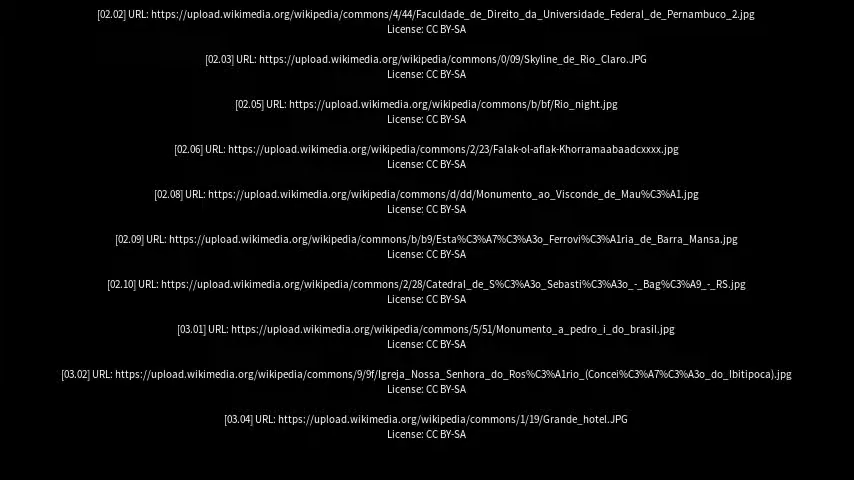 [02.02] URL: https://upload.wikimedia.org/wikipedia/commons/4/44/Faculdade_de_Direito_da_Universidade_Federal_de_Pernambuco_2.jpg
License: CC BY-SA
[02.03] URL: https://upload.wikimedia.org/wikipedia/commons/0/09/Skyline_de_Rio_Claro.JPG
License: CC BY-SA
[02.05] URL: https://upload.wikimedia.org/wikipedia/commons/b/bf/Rio_night.jpg
License: CC BY-SA
[02.06] URL: https://upload.wikimedia.org/wikipedia/commons/2/23/Falak-ol-aflak-Khorramaabaadcxxxx.jpg
License: CC BY-SA
[02.08] URL: https://upload.wikimedia.org/wikipedia/commons/d/dd/Monumento_ao_Visconde_de_Mau%C3%A1.jpg
License: CC BY-SA
[02.09] URL: https://upload.wikimedia.org/wikipedia/commons/b/b9/Esta%C3%A7%C3%A3o_Ferrovi%C3%A1ria_de_Barra_Mansa.jpg
License: CC BY-SA
[02.10] URL: https://upload.wikimedia.org/wikipedia/commons/2/28/Catedral_de_S%C3%A3o_Sebasti%C3%A3o_-_Bag%C3%A9_-_RS.jpg
License: CC BY-SA
[03.01] URL: https://upload.wikimedia.org/wikipedia/commons/5/51/Monumento_a_pedro_i_do_brasil.jpg
License: CC BY-SA
[03.02] URL: https://upload.wikimedia.org/wikipedia/commons/9/9f/Igreja_Nossa_Senhora_do_Ros%C3%A1rio_(Concei%C3%A7%C3%A3o_do_Ibitipoca).jpg
License: CC BY-SA
[03.04] URL: https://upload.wikimedia.org/wikipedia/commons/1/19/Grande_hotel.JPG
License: CC BY-SA